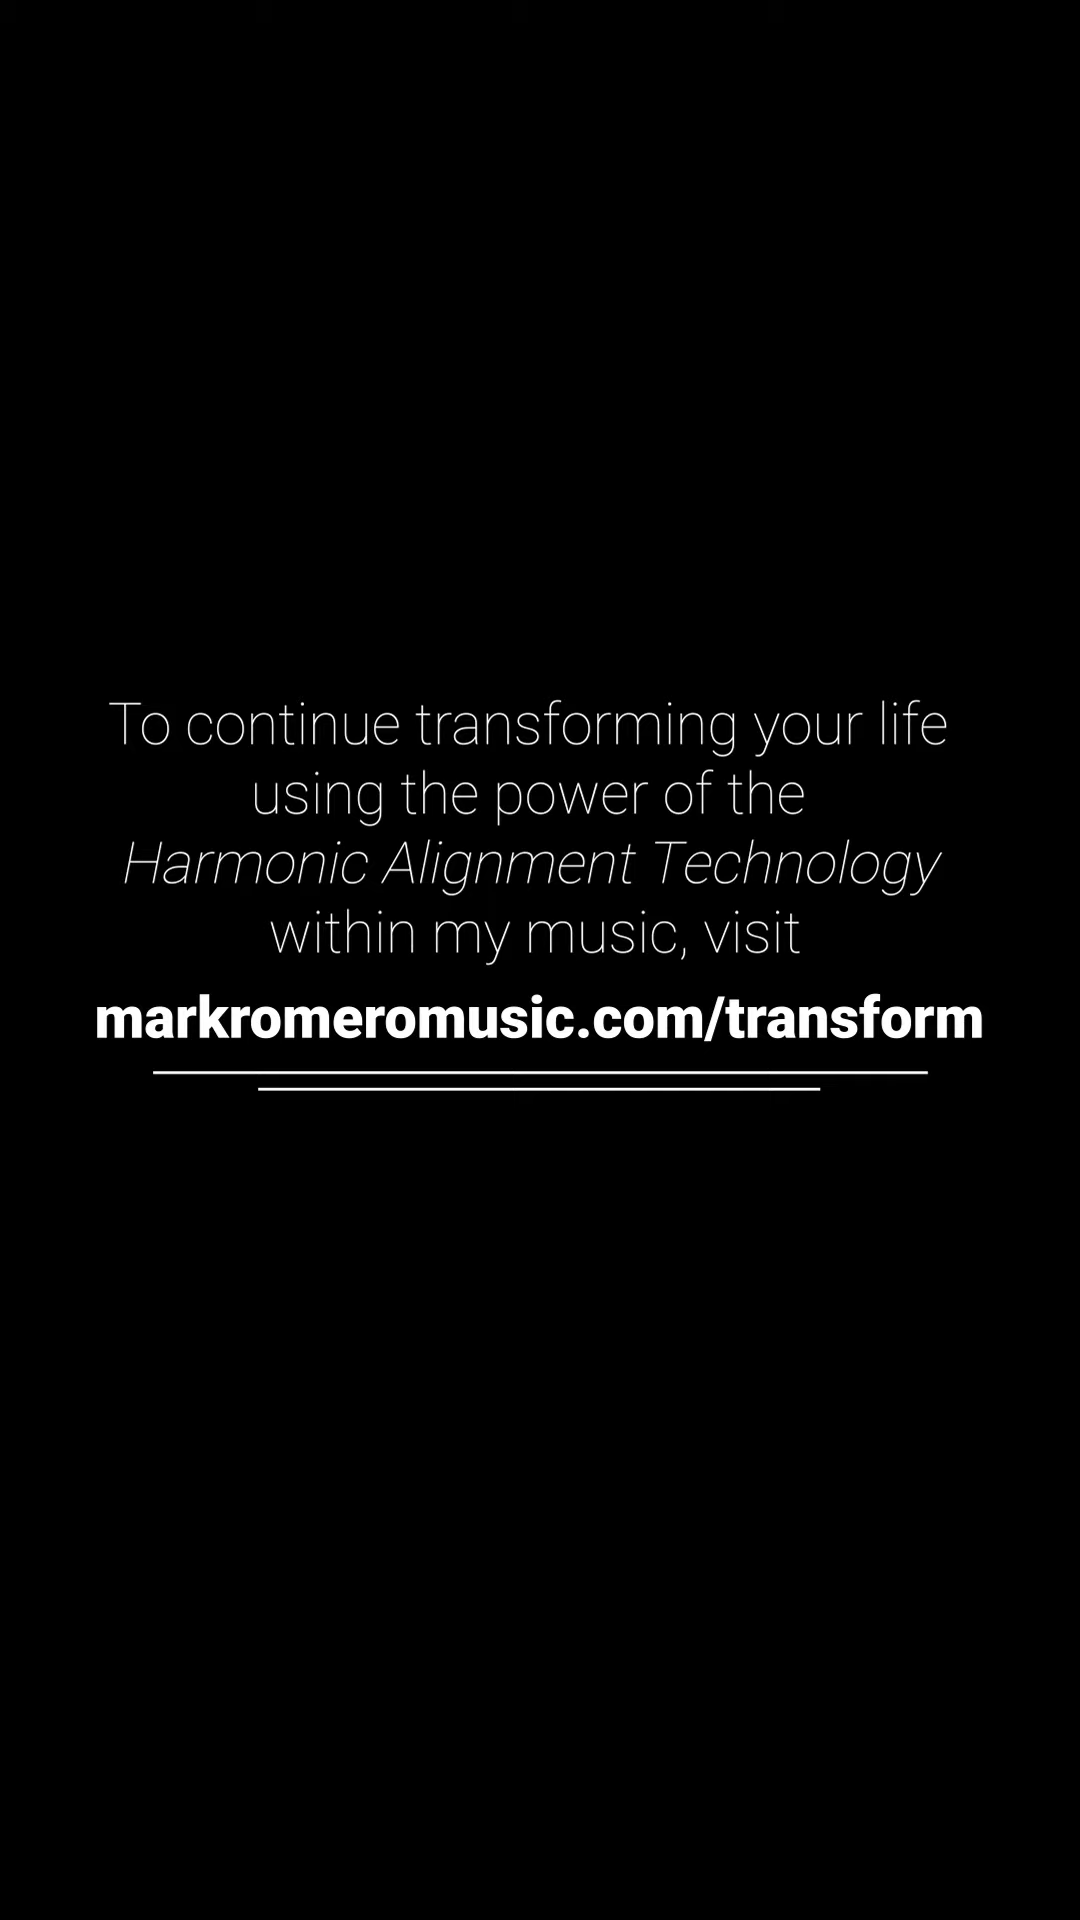 To continue transforming your life
using the power of the
Harmonic Alignment Technology
within my music, visit
markromeromusic.com/transform